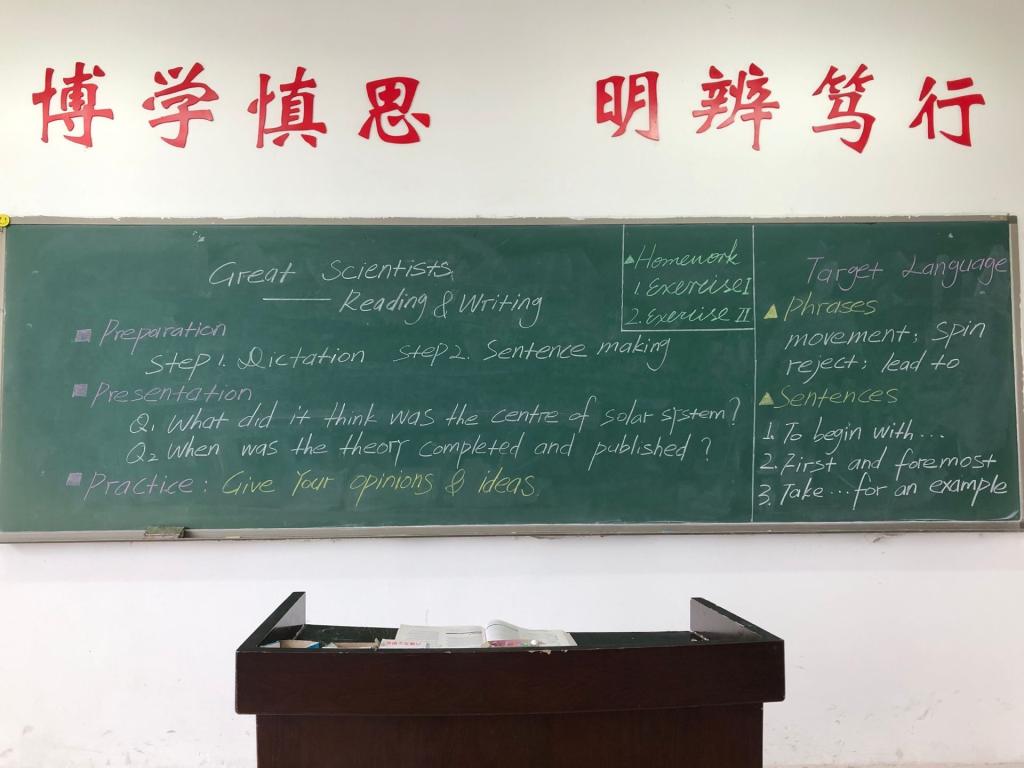 博学慎思 明辨笃行
Great Scientists
—— Reading & Writing
Preparation
Step 1. Dictation Step 2. Sentence making
Presentation
Q1 What did it think was the centre of solar system?
Q2 When was the theory completed and published?
Practice: Give Your opinions & ideas
▲Homework
1. Exercise I
2. Exercise II
Target Language
▲Phrases
movement; spin
reject; lead to
▲Sentences
1. To begin with...
2. First and foremost
3. Take...for an example